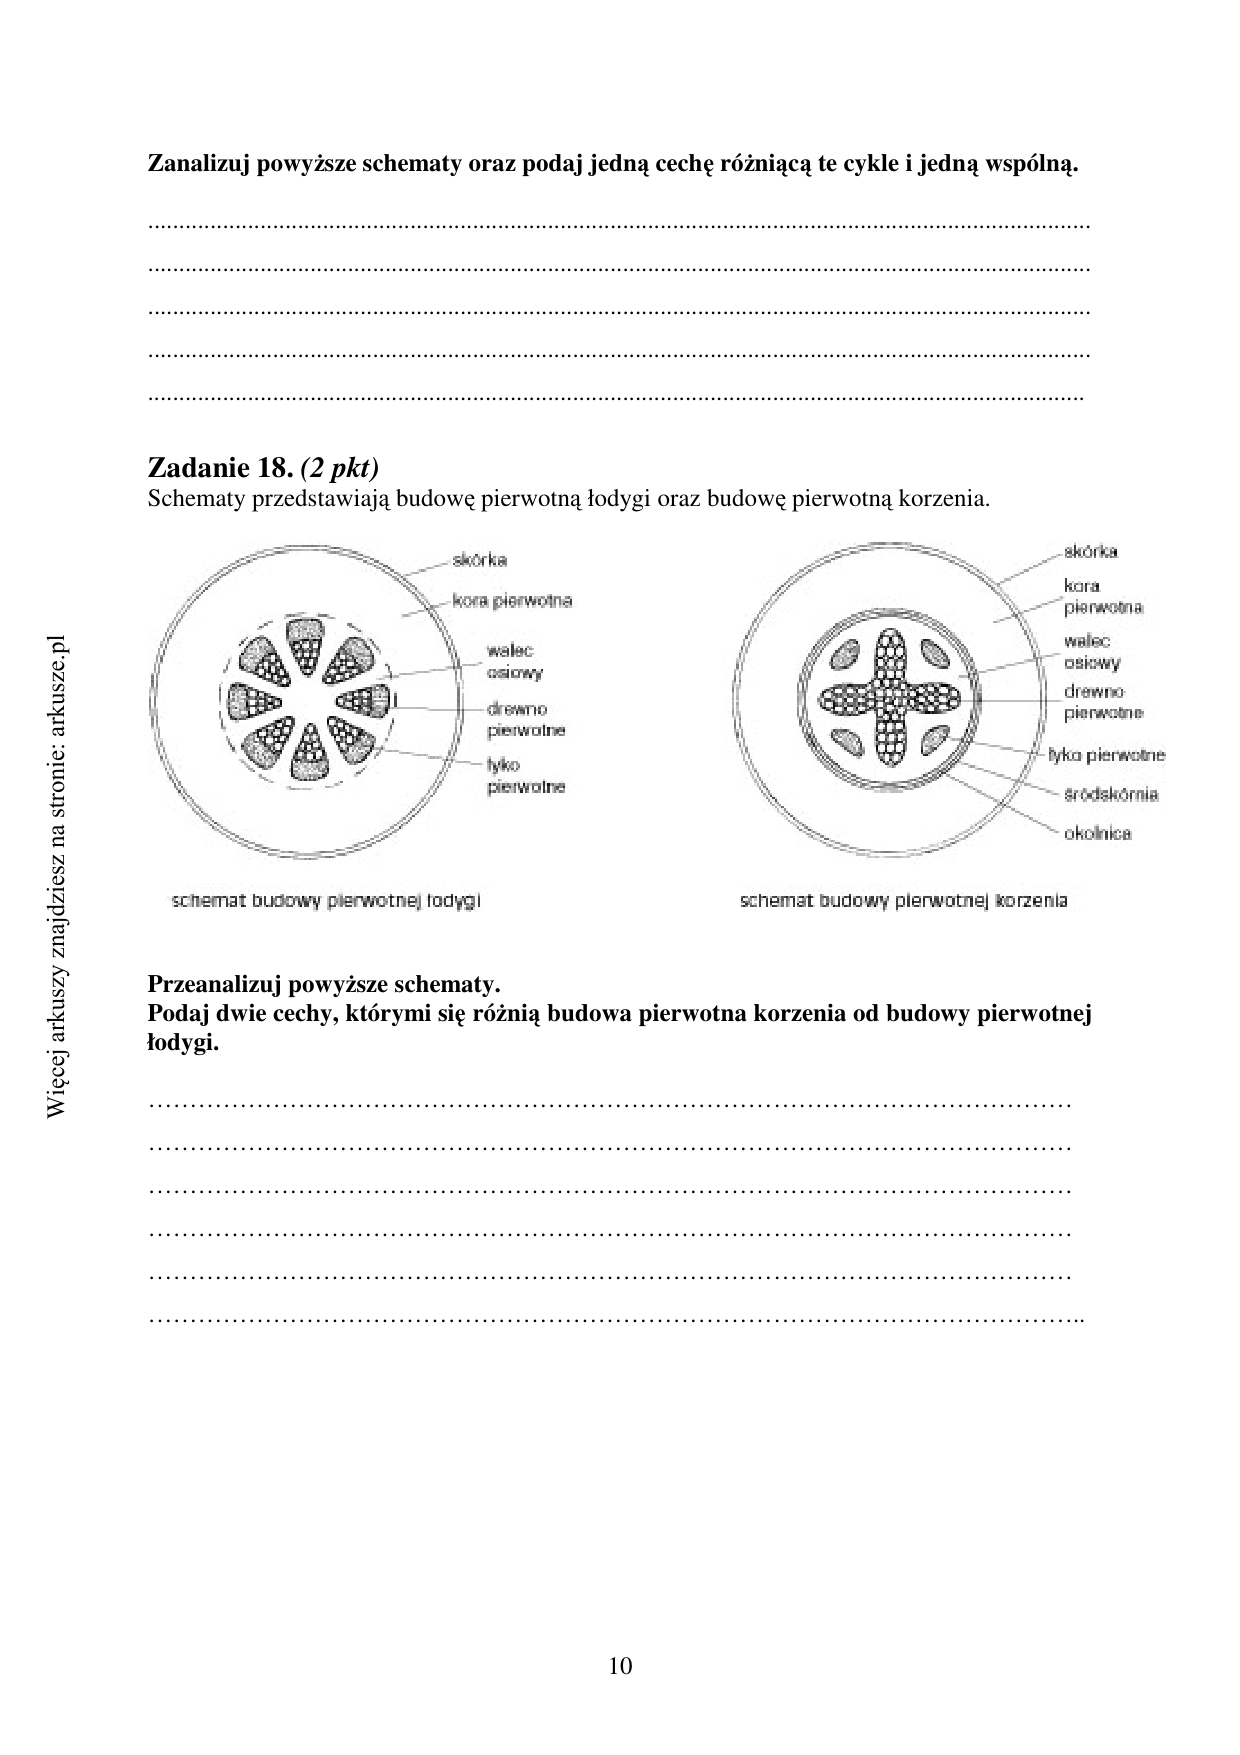 Zanalizuj powyższe schematy oraz podaj jedną cechę różniącą te cykle i jedną wspólną.
Zadanie 18. (2 pkt)
Schematy przedstawiają budowę pierwotną łodygi oraz budowę pierwotną korzenia.
skórka
kora pierwotna
walec
osiowy
drewno
pierwotne
łyko
pierwotne
schemat budowy pierwotnej łodygi
skórka
kora
pierwotna
walec
osiowy
drewno
pierwotne
łyko pierwotne
śródskórnia
okolnica
schemat budowy pierwotnej korzenia
Przeanalizuj powyższe schematy.
Podaj dwie cechy, którymi się różnią budowa pierwotna korzenia od budowy pierwotnej
łodygi.
10
Więcej arkuszy znajdziesz na stronie: arkusze.pl